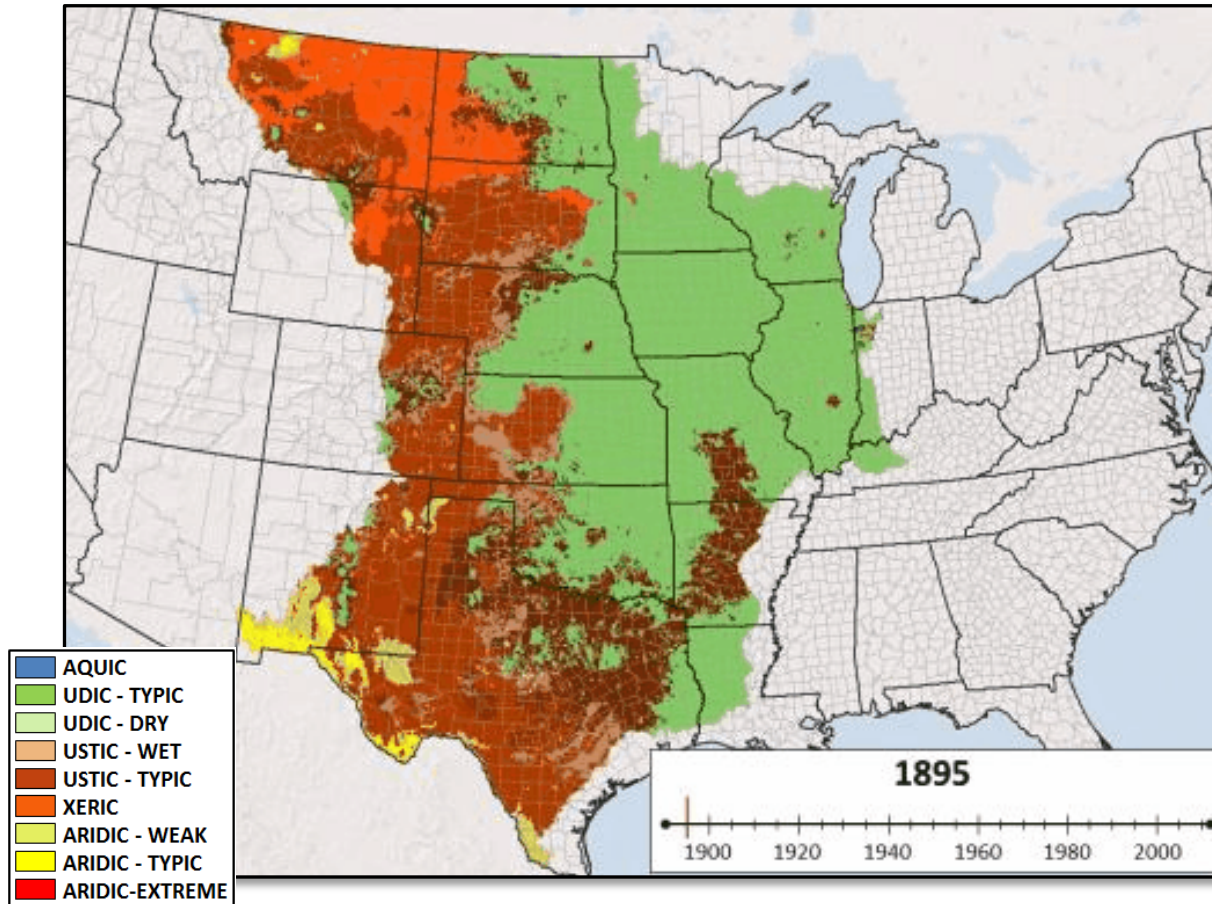 AQUIC
UDIC - TYPIC
UDIC - DRY
USTIC - WET
USTIC - TYPIC
XERIC
ARIDIC - WEAK
ARIDIC - TYPIC
ARIDIC-EXTREME
1895
1900 1920 1940 1960 1980 2000